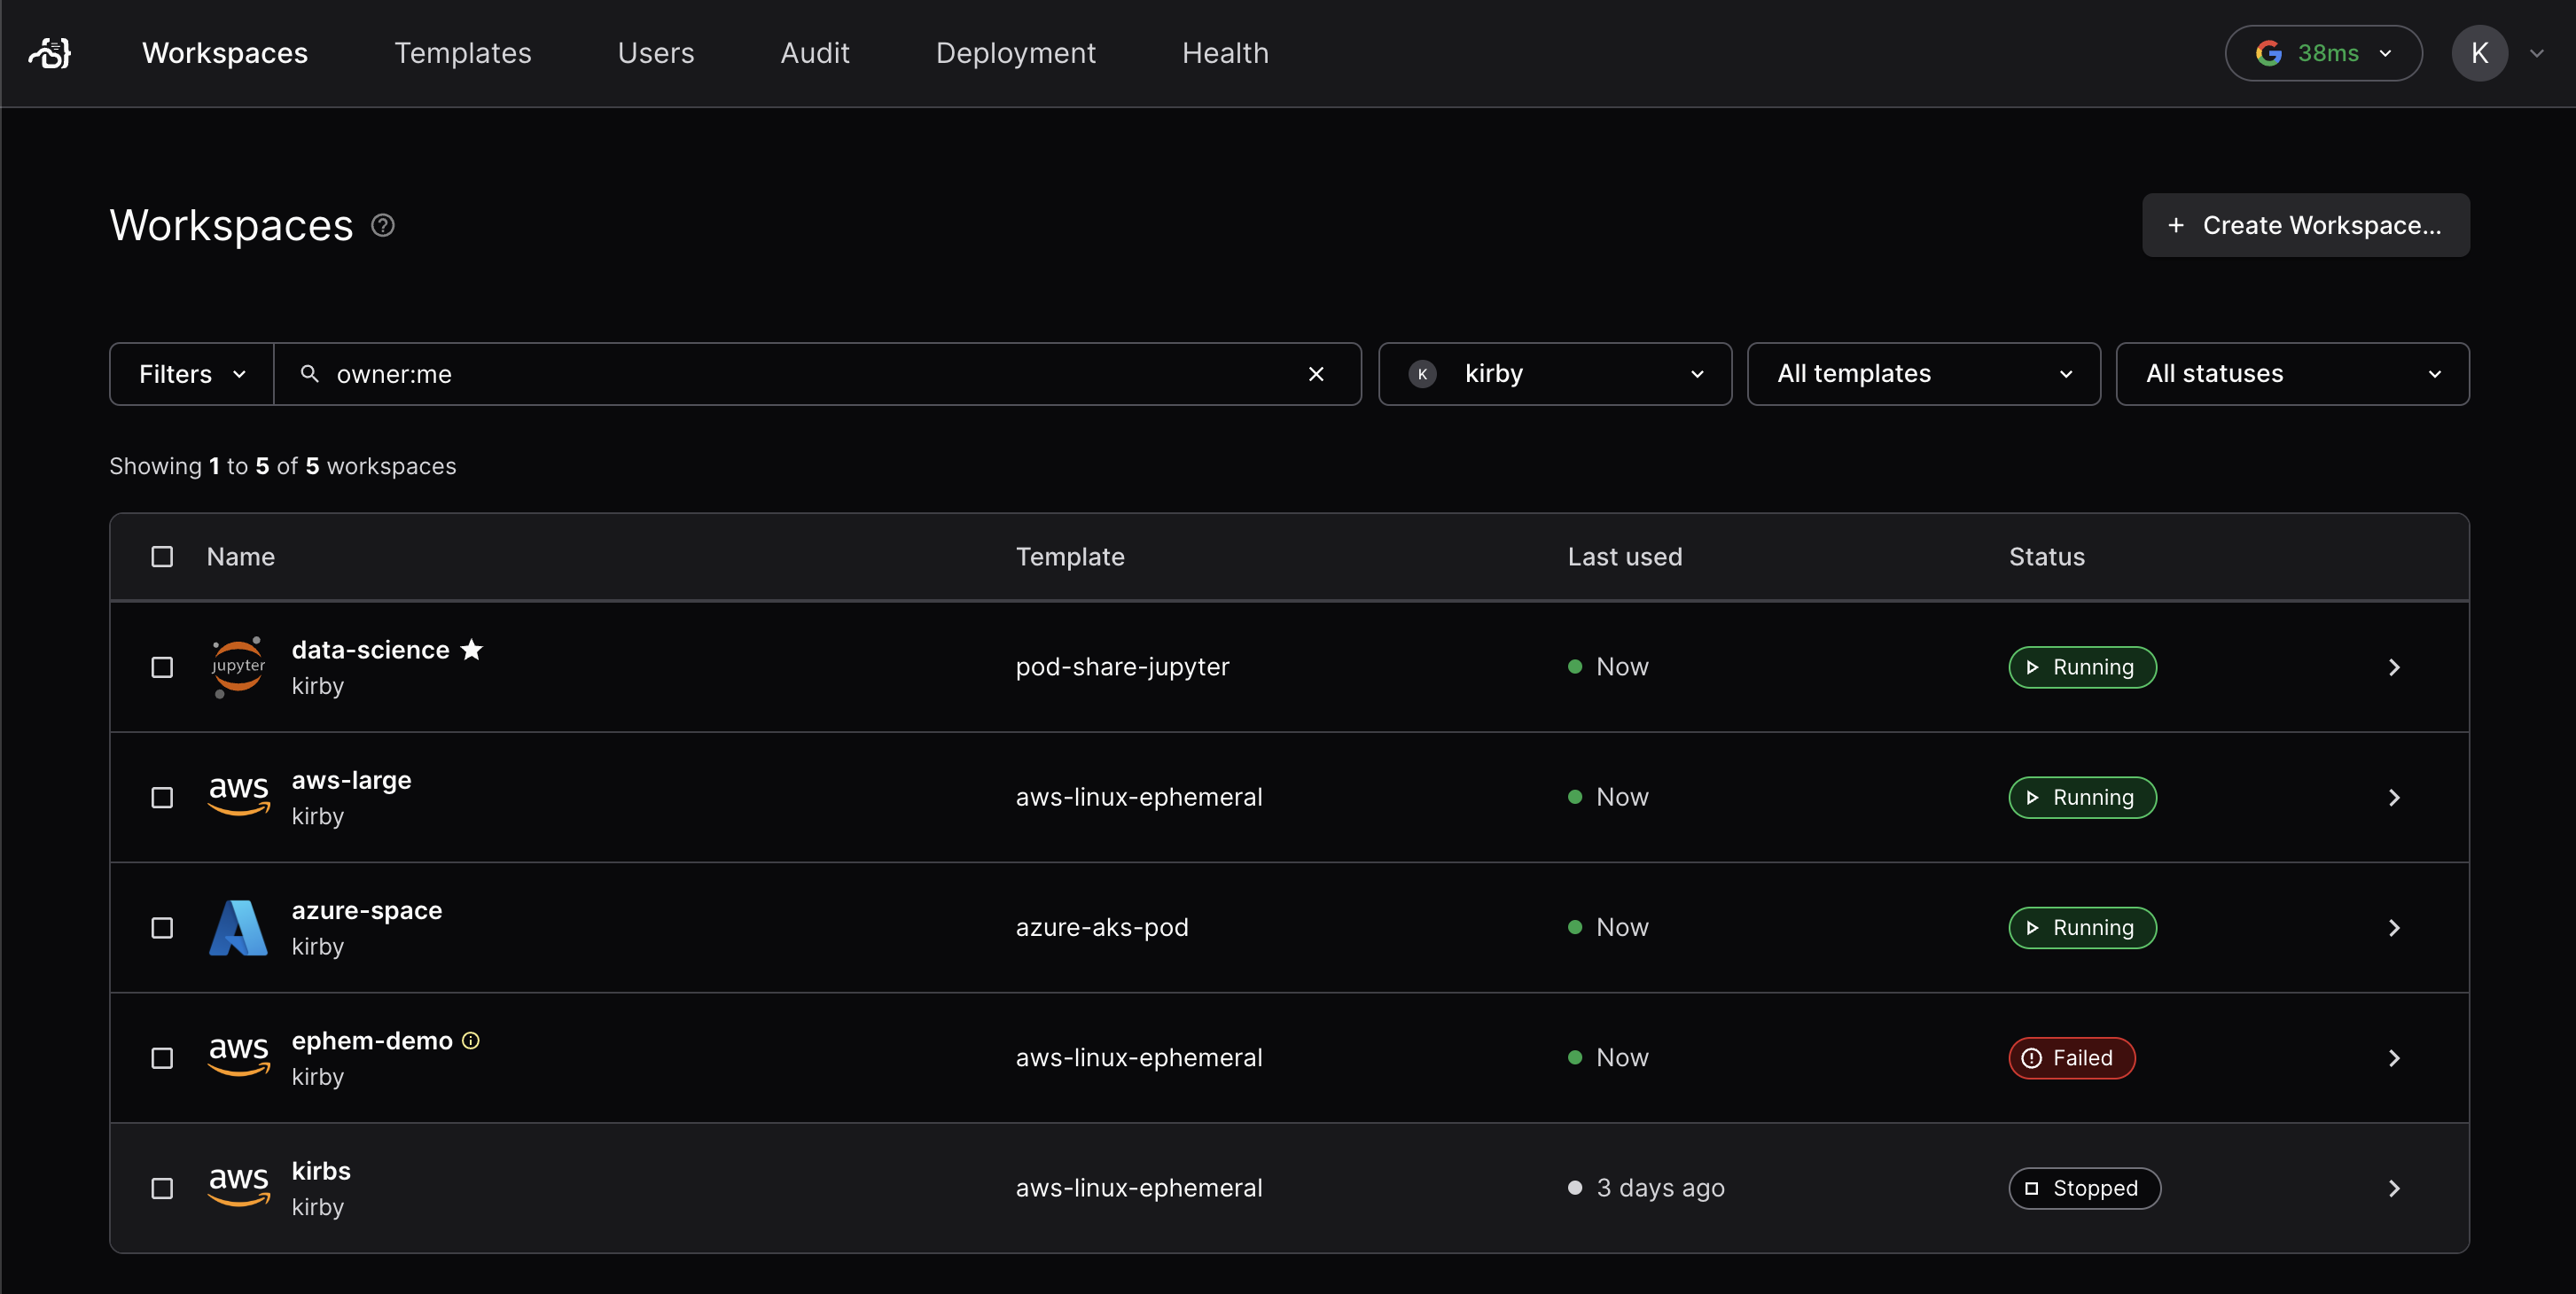 Workspaces Templates Users Audit Deployment Health 38ms K
Workspaces
+ Create Workspace...
Filters owner:me K kirby All templates All statuses
Showing 1 to 5 of 5 workspaces
Name Template Last used Status
jupyter data-science pod-share-jupyter Now Running
kirby
aws aws-large aws-linux-ephemeral Now Running
kirby
azure-space azure-aks-pod Now Running
kirby
aws ephem-demo aws-linux-ephemeral Now Failed
kirby
aws kirbs aws-linux-ephemeral 3 days ago Stopped
kirby